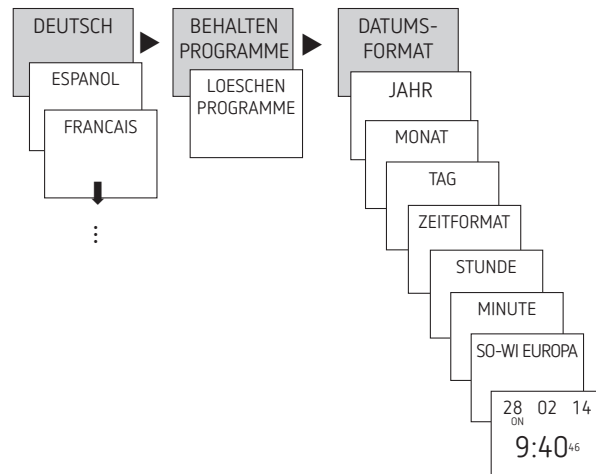 DEUTSCH
ESPANOL
FRANCAIS
BEHALTEN
PROGRAMME
LOESCHEN
PROGRAMME
DATUMS-
FORMAT
JAHR
MONAT
TAG
ZEITFORMAT
STUNDE
MINUTE
SO-WI EUROPA
28 02 14
ON
9:40 46